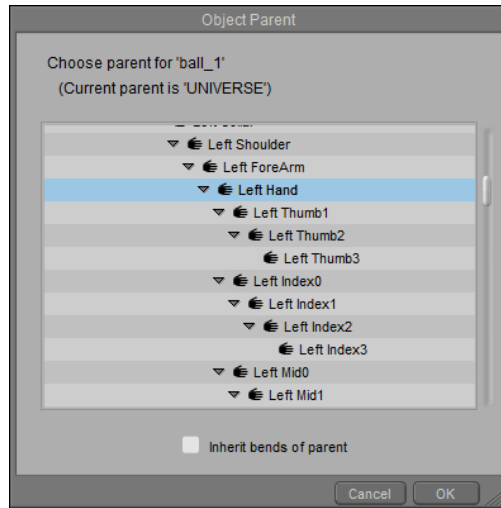 Object Parent
Choose parent for 'ball_1'
(Current parent is 'UNIVERSE')
Left Shoulder
Left ForeArm
Left Hand
Left Thumb1
Left Thumb2
Left Thumb3
Left Index0
Left Index1
Left Index2
Left Index3
Left Mid0
Left Mid1
Inherit bends of parent
Cancel OK